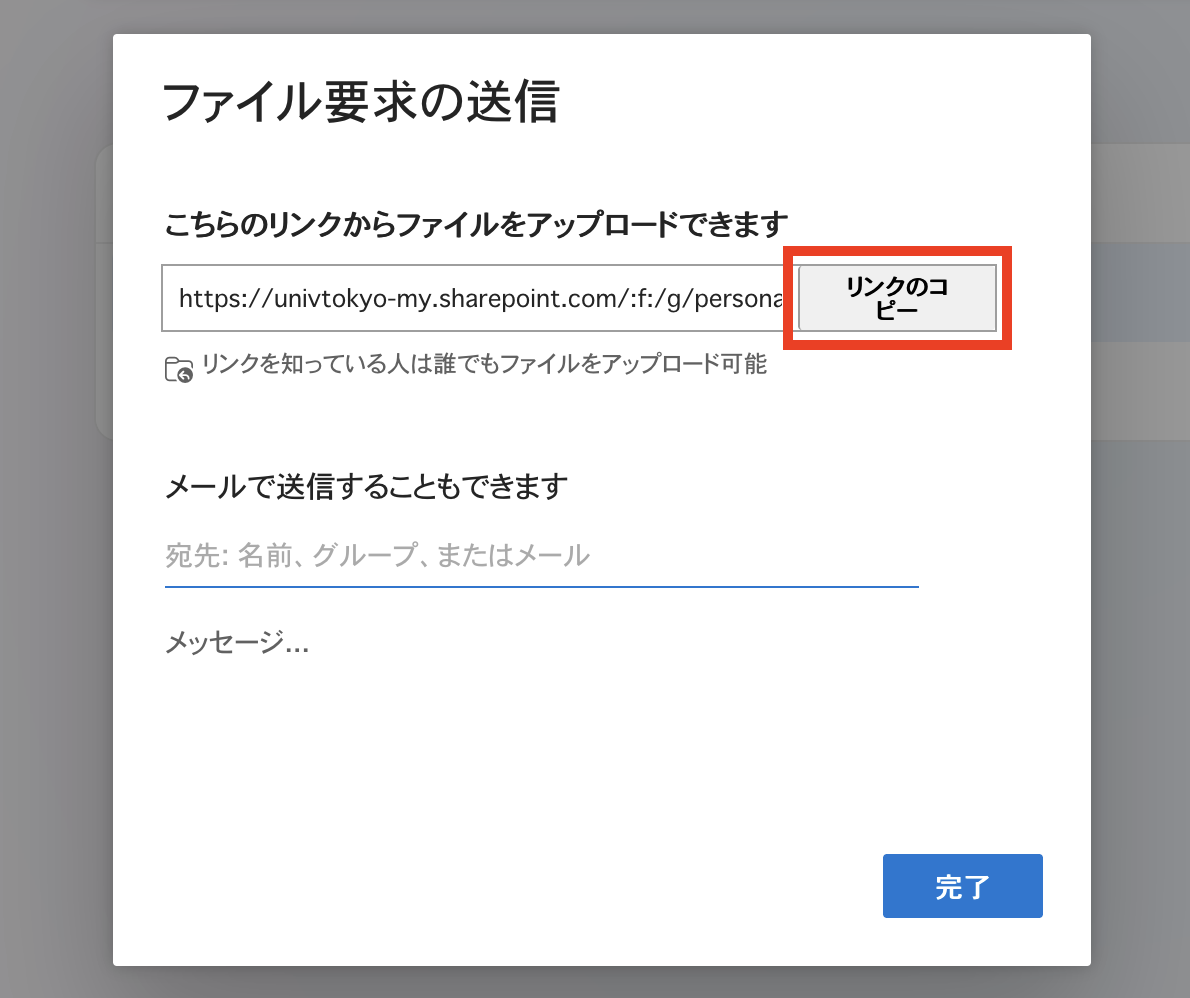 ファイル要求の送信
こちらのリンクからファイルをアップロードできます
https://univtokyo-my.sharepoint.com/:f:/g/persona
リンクのコ
ピー
リンクを知っている人は誰でもファイルをアップロード可能
メールで送信することもできます
宛先: 名前、グループ、またはメール
メッセージ...
完了